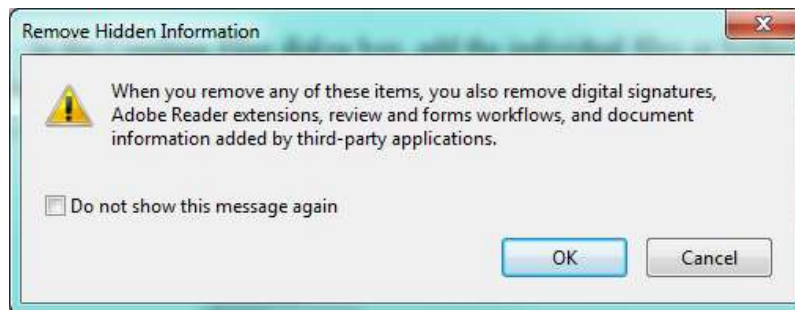 Remove Hidden Information
When you remove any of these items, you also remove digital signatures,
Adobe Reader extensions, review and forms workflows, and document
information added by third-party applications.
Do not show this message again
OK
Cancel